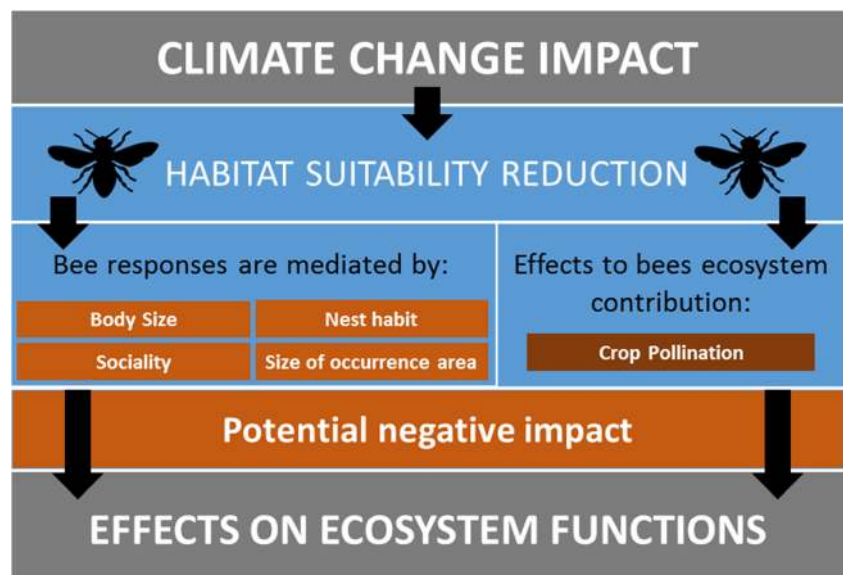 CLIMATE CHANGE IMPACT
HABITAT SUITABILITY REDUCTION
Bee responses are mediated by:
Body Size
Nest habit
Sociality
Size of occurrence area
Effects to bees ecosystem
contribution:
Crop Pollination
Potential negative impact
EFFECTS ON ECOSYSTEM FUNCTIONS